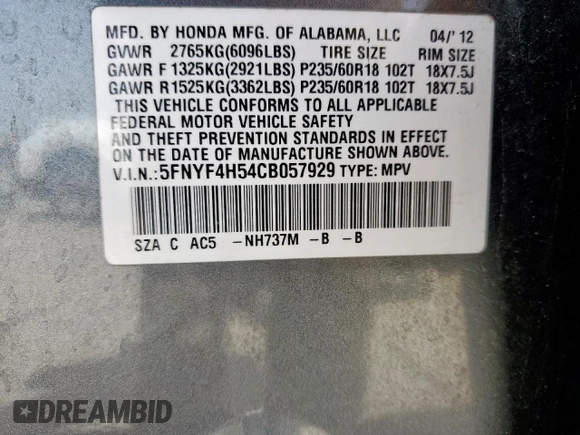 MFD. BY HONDA MFG. OF ALABAMA, LLC 04/'12
GVWR 2765KG(6096LBS) TIRE SIZE RIM SIZE
GAWR F 1325KG(2921LBS) P235/60R18 102T 18X7.5J
GAWR R1525KG(3362LBS) P235/60R18 102T 18X7.5J
THIS VEHICLE CONFORMS TO ALL APPLICABLE
FEDERAL MOTOR VEHICLE SAFETY
AND THEFT PREVENTION STANDARDS IN EFFECT
ON THE DATE OF MANUFACTURE SHOWN ABOVE.
V.I.N.:5FNYF4H54CB057929 TYPE: MPV
SZA C AC5 -NH737M -B -B
DREAMBID